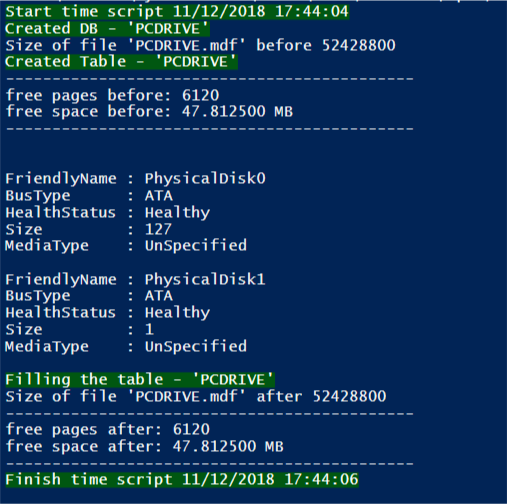 Start time script 11/12/2018 17:44:04
Created DB - 'PCDRIVE'
Size of file 'PCDRIVE.mdf' before 52428800
Created Table - 'PCDRIVE'
-----------------------------------------------
free pages before: 6120
free space before: 47.812500 MB
-----------------------------------------------
FriendlyName : PhysicalDisk0
BusType      : ATA
HealthStatus : Healthy
Size         : 127
MediaType    : UnSpecified
FriendlyName : PhysicalDisk1
BusType      : ATA
HealthStatus : Healthy
Size         : 1
MediaType    : UnSpecified
Filling the table - 'PCDRIVE'
Size of file 'PCDRIVE.mdf' after 52428800
-----------------------------------------------
free pages after: 6120
free space after: 47.812500 MB
-----------------------------------------------
Finish time script 11/12/2018 17:44:06